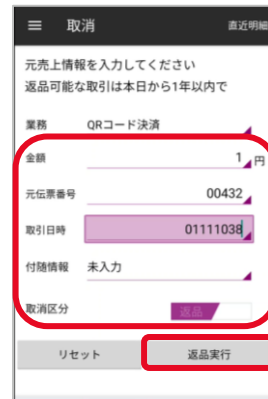 取消
直近明細
元売上情報を入力してください
返品可能な取引は本日から1年以内で
業務 QRコード決済
金額 1 円
元伝票番号 00432
取引日時 01111038
付随情報 未入力
取消区分 返品
リセット 返品実行